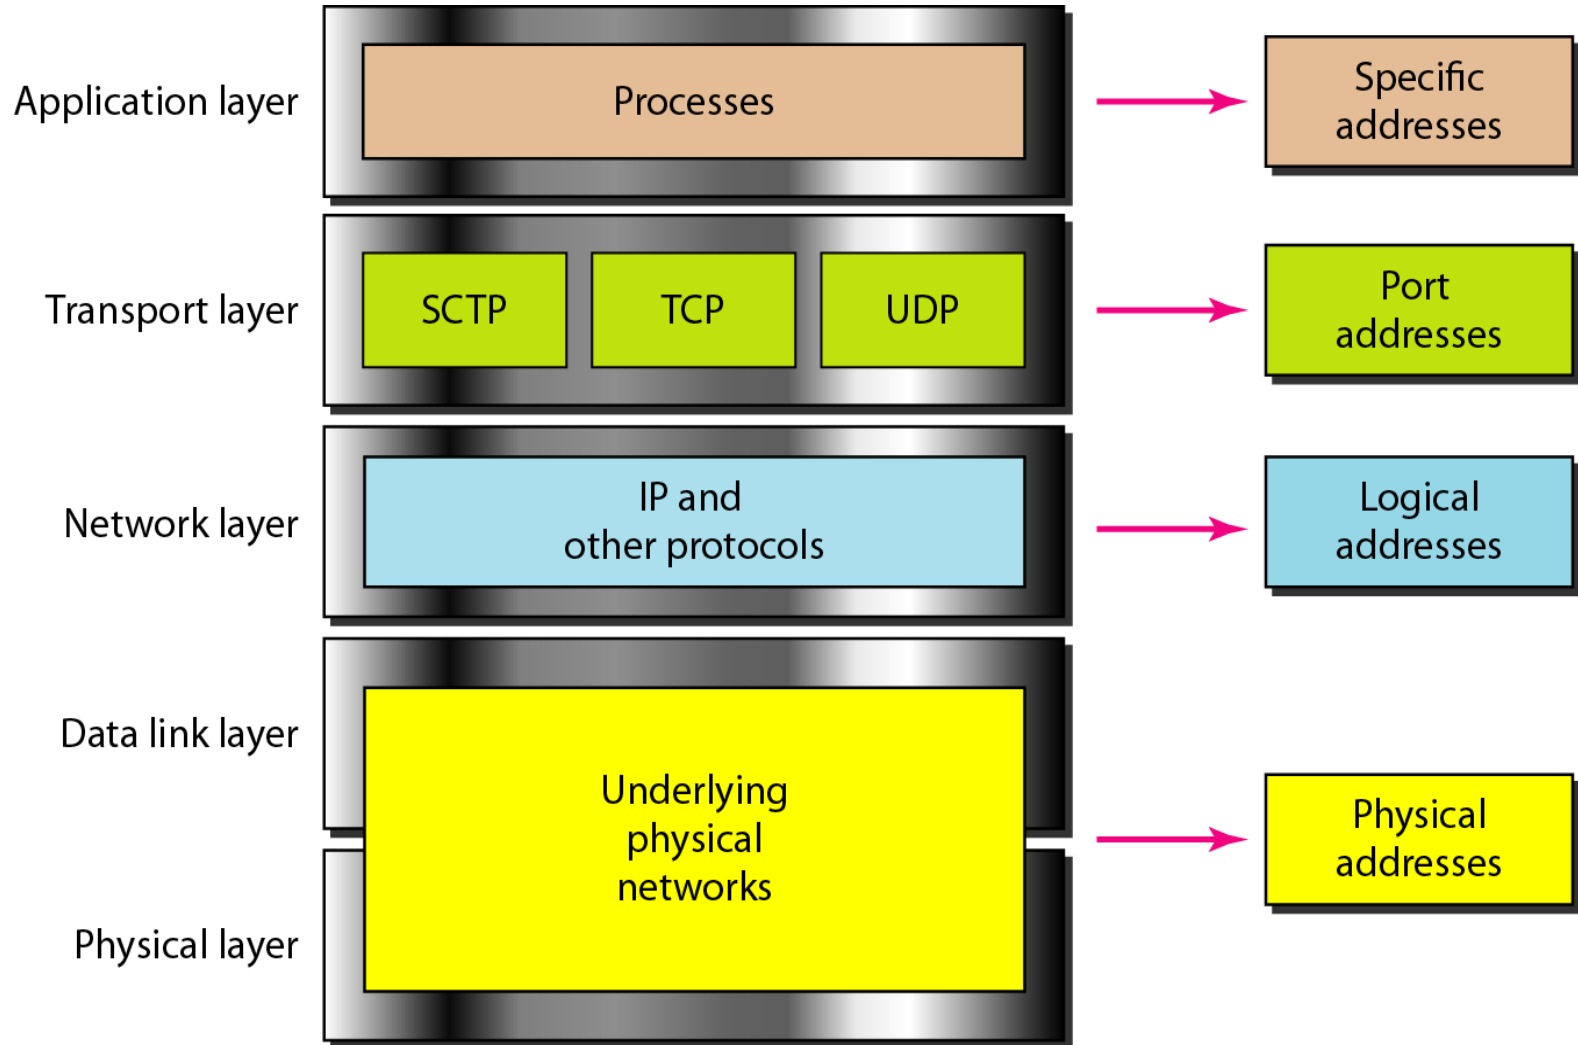 Application layer
Processes
Specific
addresses
Transport layer
SCTP
TCP
UDP
Port
addresses
Network layer
IP and
other protocols
Logical
addresses
Data link layer
Underlying
physical
networks
Physical
addresses
Physical layer